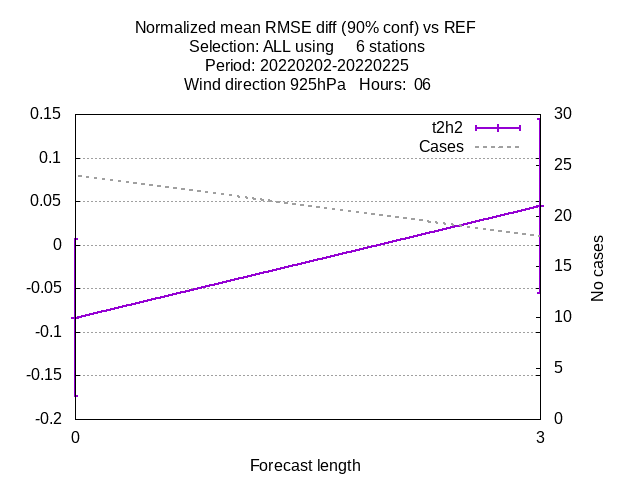 Normalized mean RMSE diff (90% conf) vs REF
Selection: ALL using     6 stations
Period: 20220202-20220225
Wind direction 925hPa   Hours:  06
t2h2
Cases
0.15
0.1
0.05
0
-0.05
-0.1
-0.15
-0.2
30
25
20
15
10
5
0
No cases
0
3
Forecast length